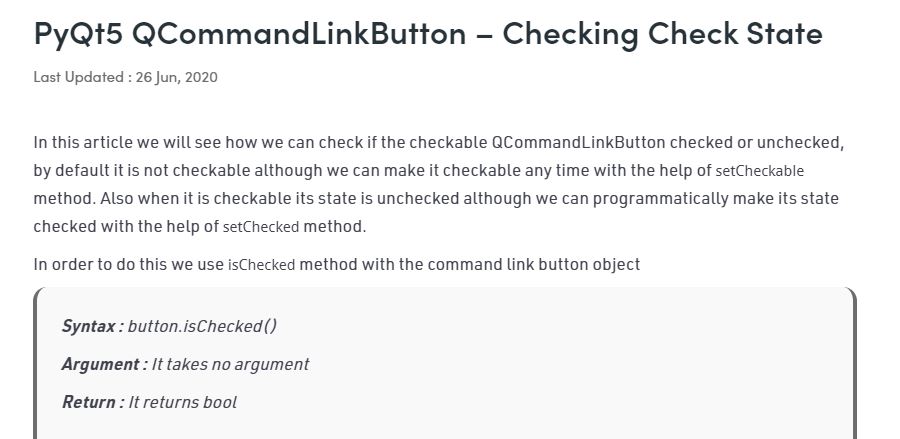 PyQt5 QCommandLinkButton – Checking Check State
Last Updated : 26 Jun, 2020
In this article we will see how we can check if the checkable QCommandLinkButton checked or unchecked,
by default it is not checkable although we can make it checkable any time with the help of setCheckable
method. Also when it is checkable its state is unchecked although we can programmatically make its state
checked with the help of setChecked method.
In order to do this we use isChecked method with the command link button object
Syntax : button.isChecked()
Argument : It takes no argument
Return : It returns bool